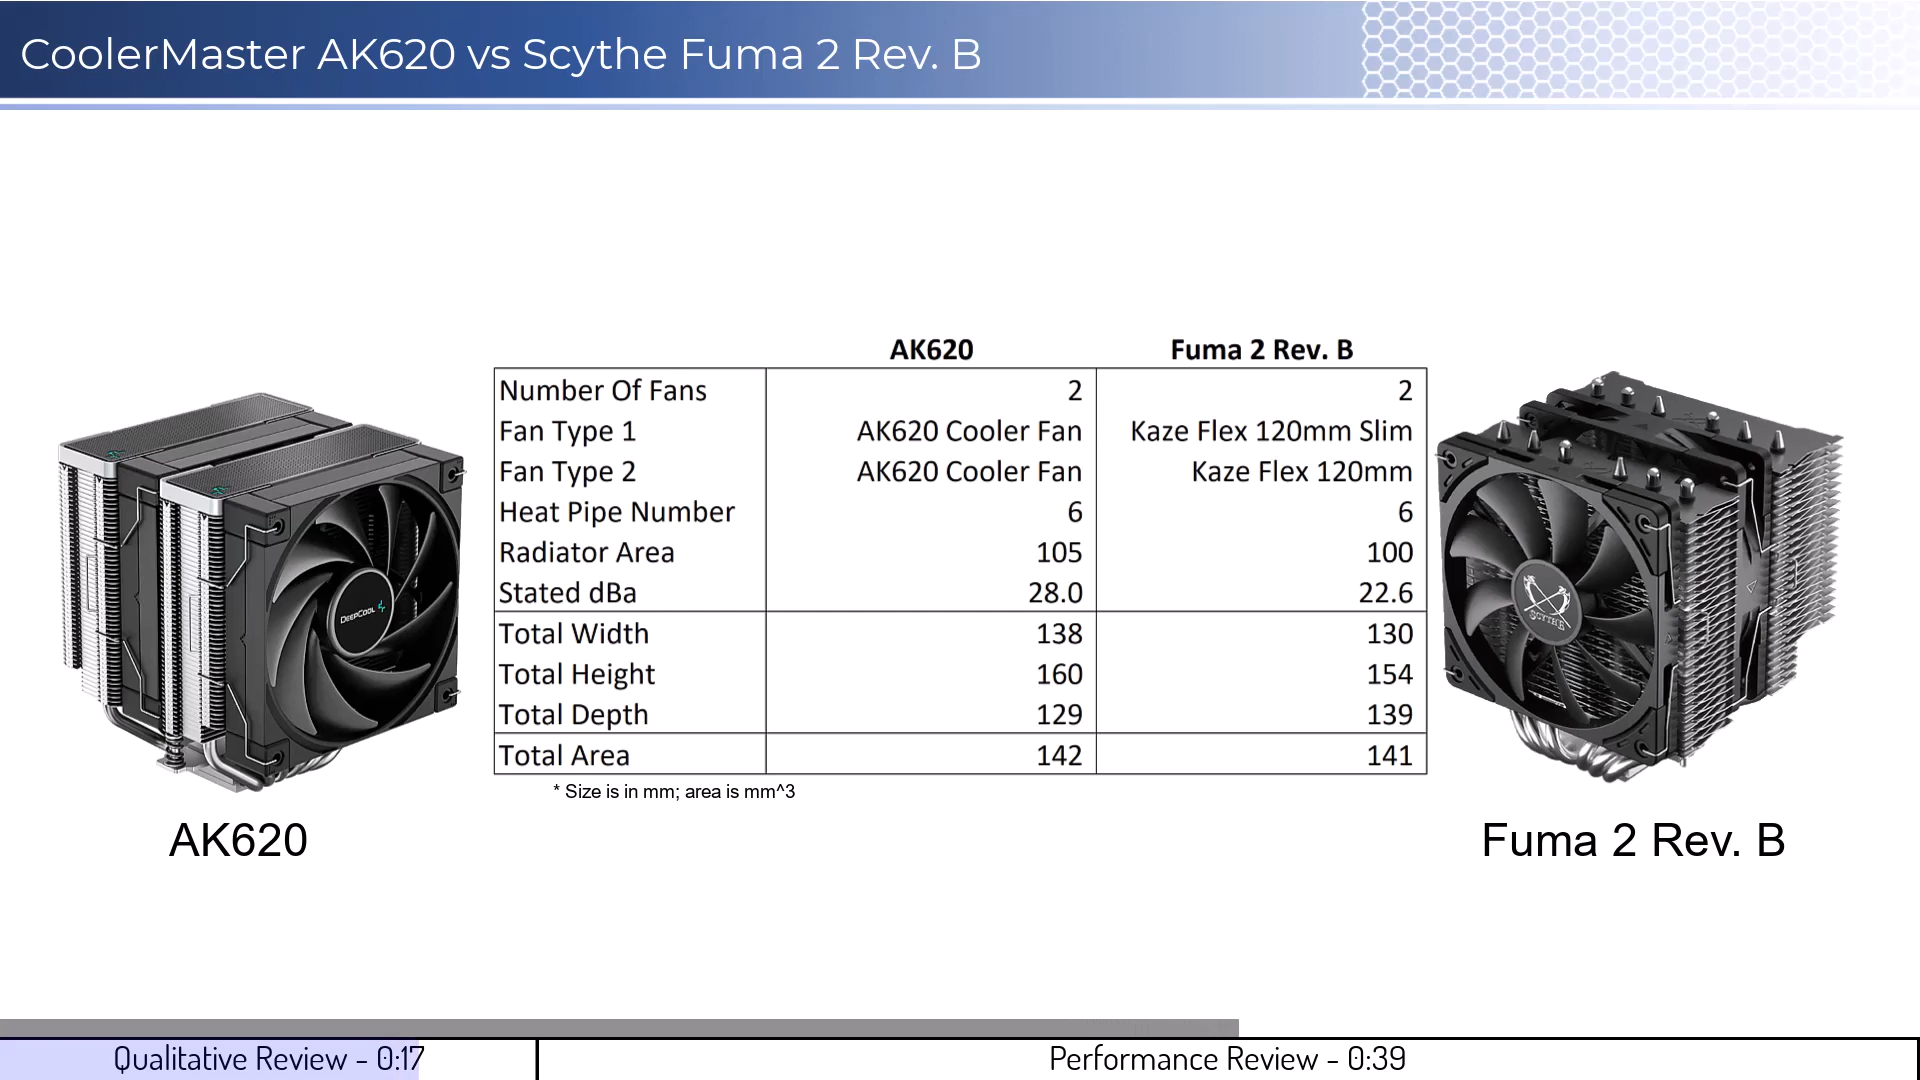 CoolerMaster AK620 vs Scythe Fuma 2 Rev. B
AK620 Fuma 2 Rev. B
Number Of Fans 2 2
Fan Type 1 AK620 Cooler Fan Kaze Flex 120mm Slim
Fan Type 2 AK620 Cooler Fan Kaze Flex 120mm
Heat Pipe Number 6 6
Radiator Area 105 100
Stated dBa 28.0 22.6
Total Width 138 130
Total Height 160 154
Total Depth 129 139
Total Area 142 141
* Size is in mm; area is mm^3
DEEPCOOL
SCYTHE
AK620
Fuma 2 Rev. B
Qualitative Review - 0:17
Performance Review - 0:39